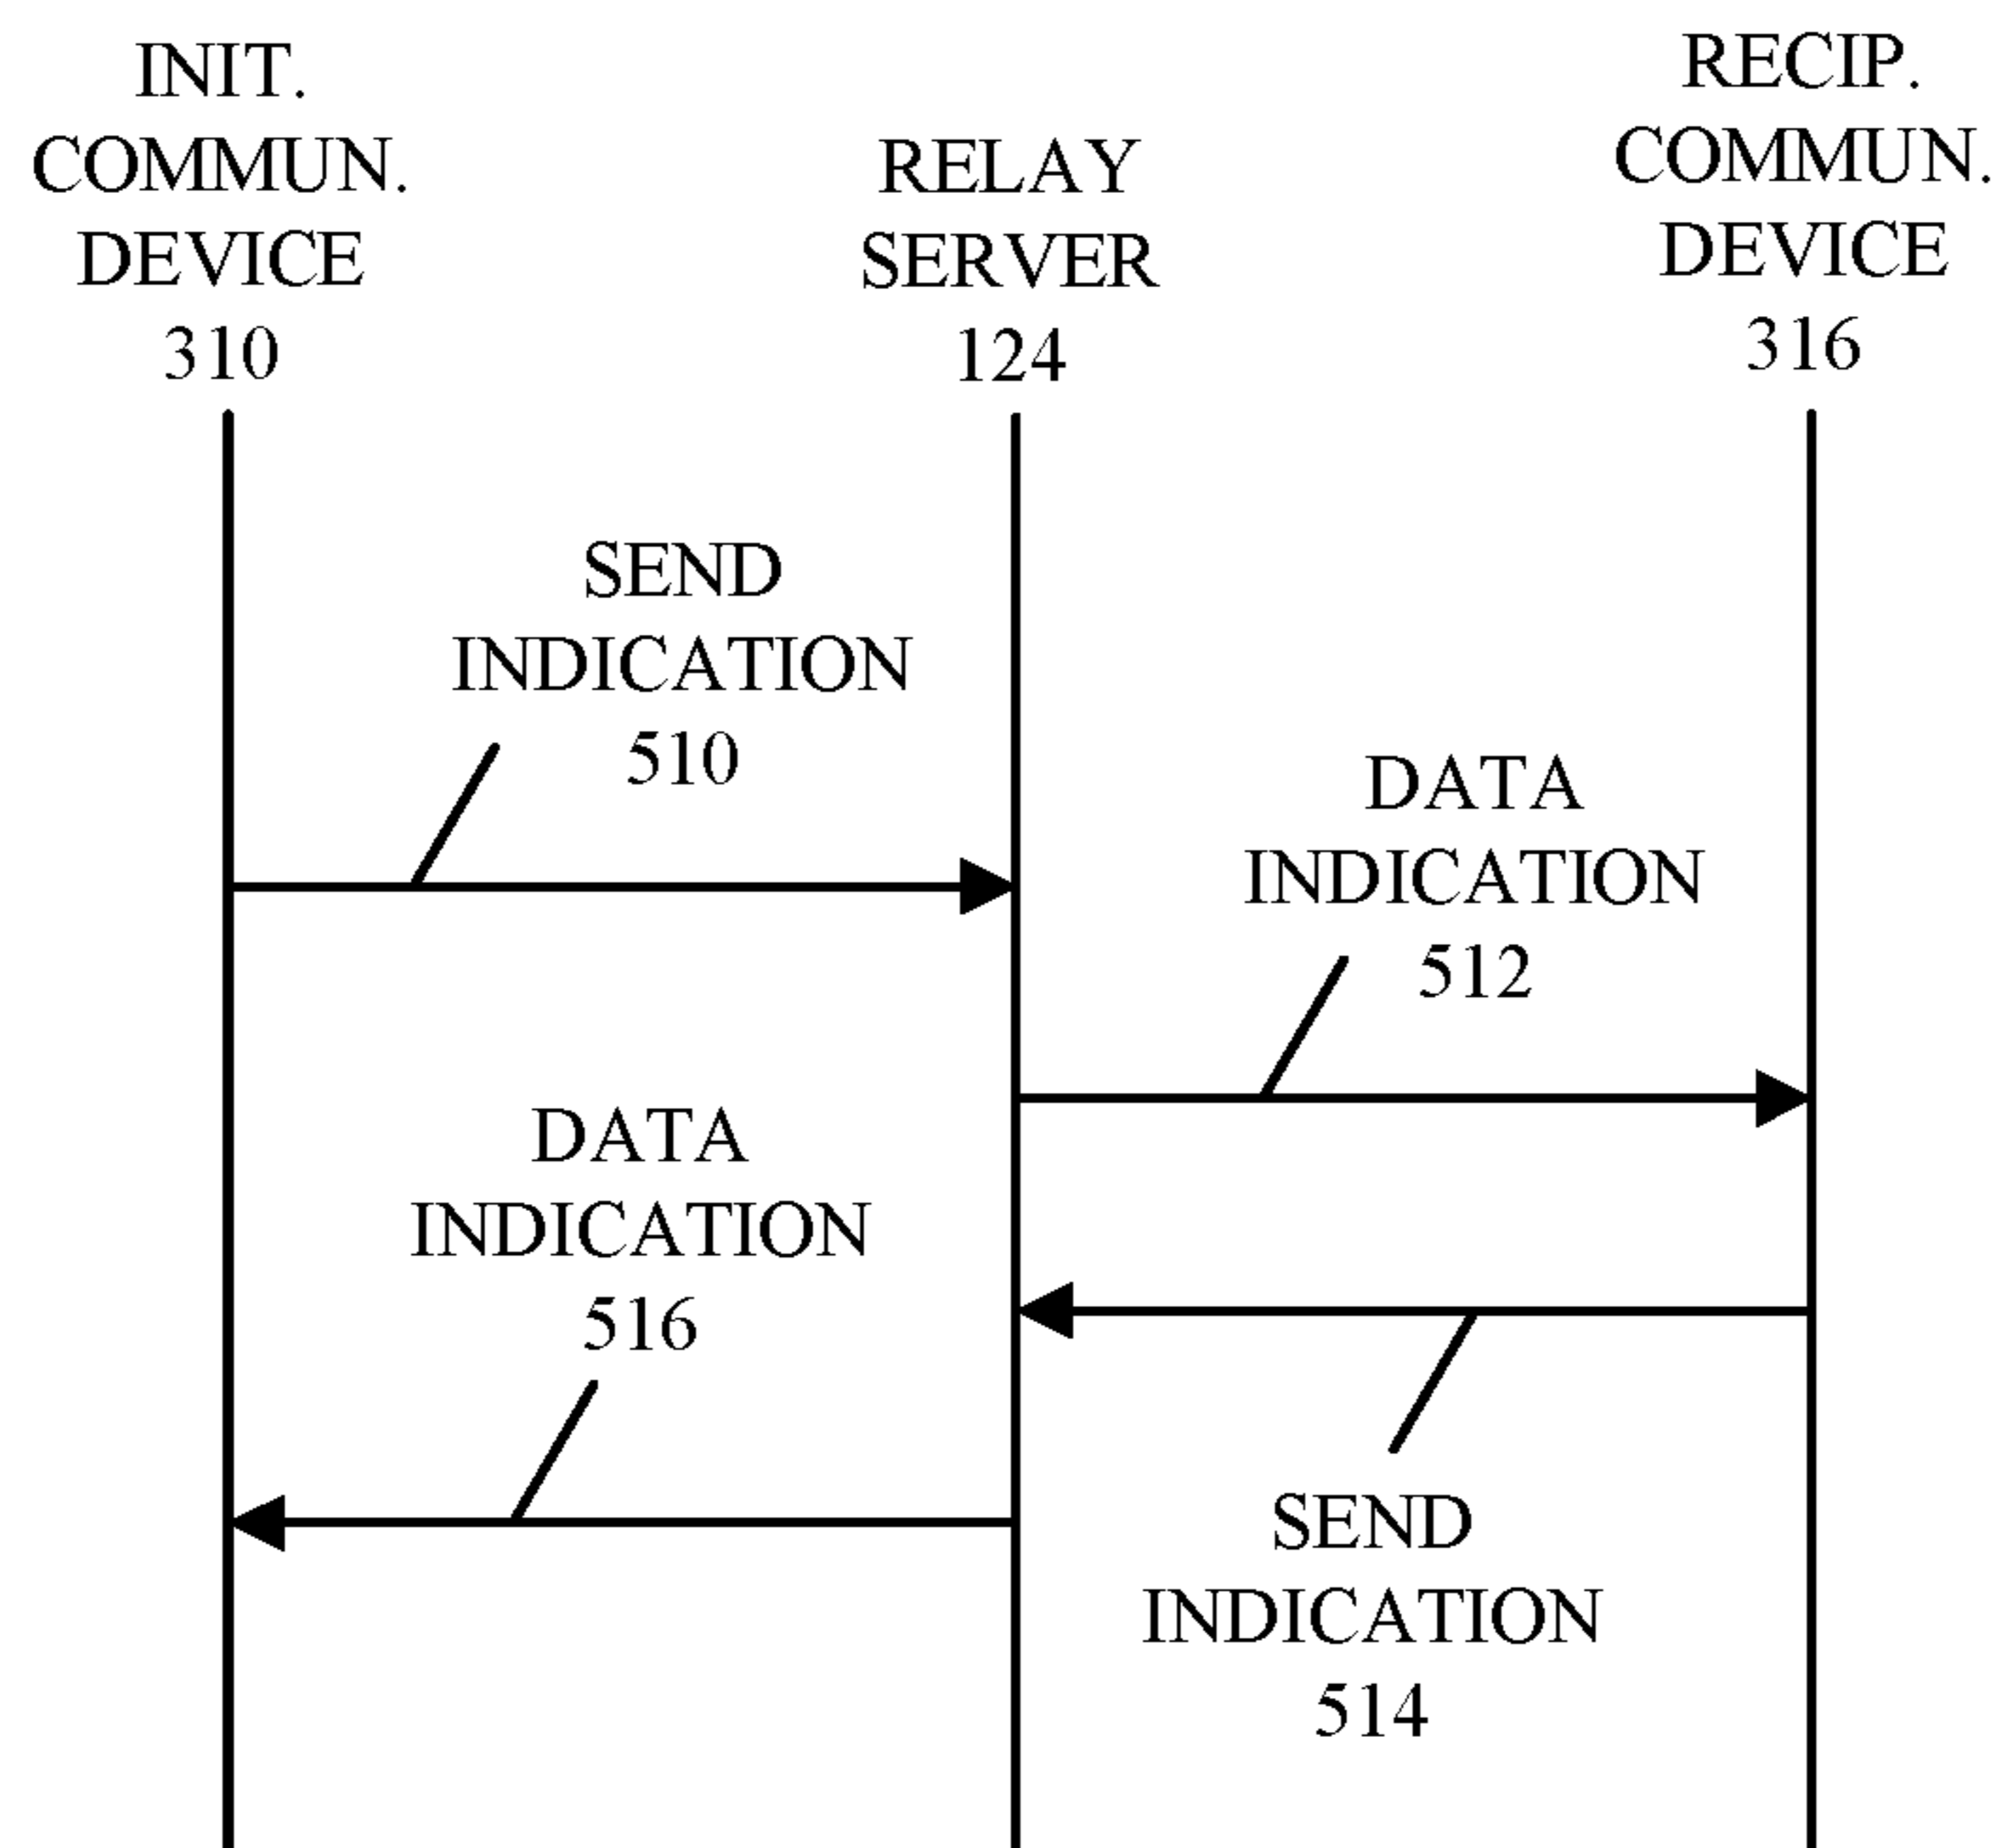 INIT.
COMMUN.
DEVICE
310
RELAY
SERVER
124
RECIP.
COMMUN.
DEVICE
316
SEND
INDICATION
510
DATA
INDICATION
512
DATA
INDICATION
516
SEND
INDICATION
514